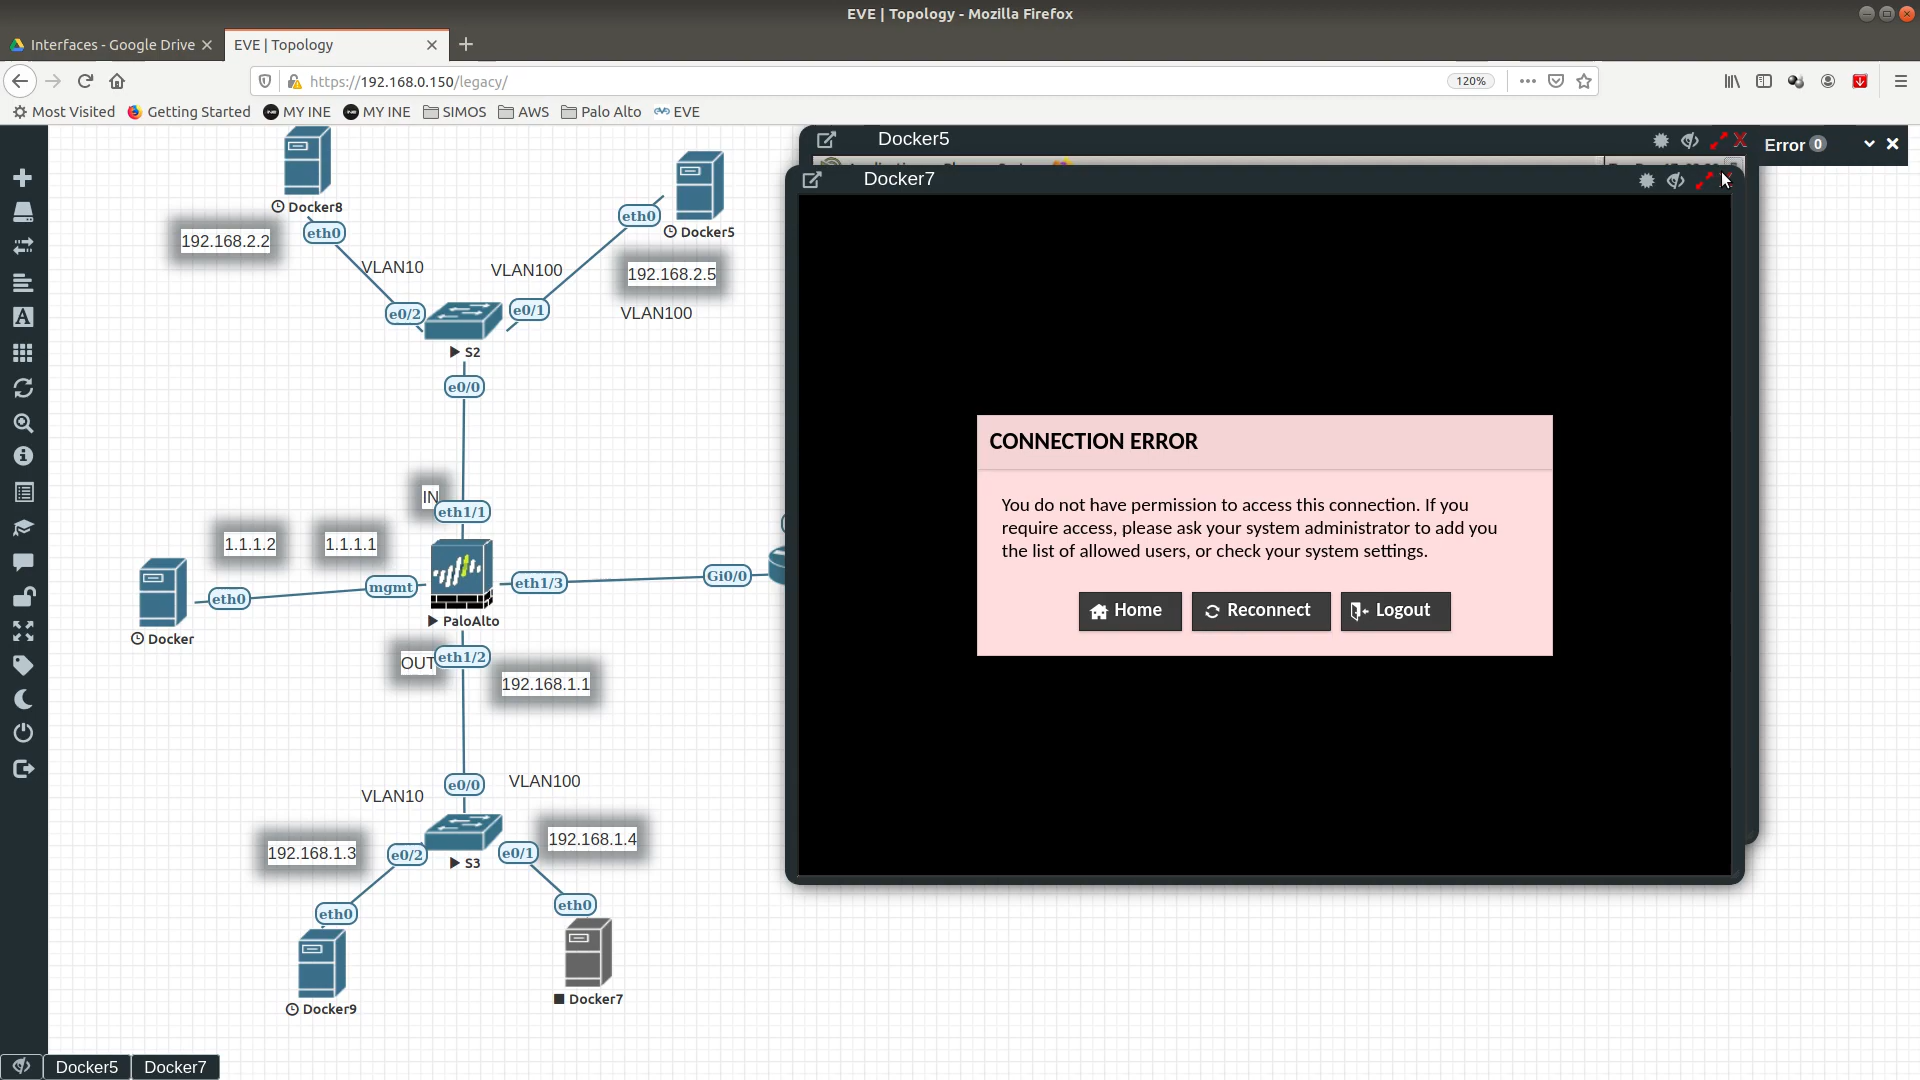 EVE | Topology - Mozilla Firefox
Interfaces - Google Drive
EVE | Topology
https://192.168.0.150/legacy/
120%
Most Visited
Getting Started
MY INE
MY INE
SIMOS
AWS
Palo Alto
EVE
Docker5
Error 0
Docker7
Docker8
eth0
192.168.2.2
VLAN10
VLAN100
eth0
Docker5
192.168.2.5
VLAN100
e0/2
e0/1
S2
e0/0
IN
eth1/1
1.1.1.2
1.1.1.1
eth0
mgmt
eth1/3
Gi0/0
PaloAlto
Docker
OUT
eth1/2
192.168.1.1
CONNECTION ERROR
You do not have permission to access this connection. If you
require access, please ask your system administrator to add you
the list of allowed users, or check your system settings.
Home
Reconnect
Logout
VLAN10
e0/0
VLAN100
192.168.1.3
192.168.1.4
e0/2
e0/1
S3
eth0
eth0
Docker9
Docker7
Docker5
Docker7